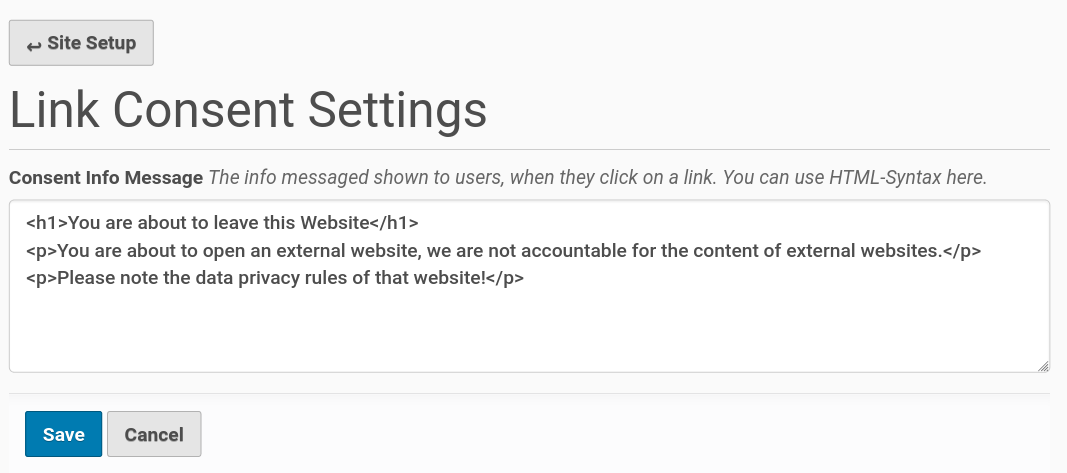 ↩ Site Setup
Link Consent Settings
Consent Info Message The info messaged shown to users, when they click on a link. You can use HTML-Syntax here.
<h1>You are about to leave this Website</h1>
<p>You are about to open an external website, we are not accountable for the content of external websites.</p>
<p>Please note the data privacy rules of that website!</p>
Save Cancel